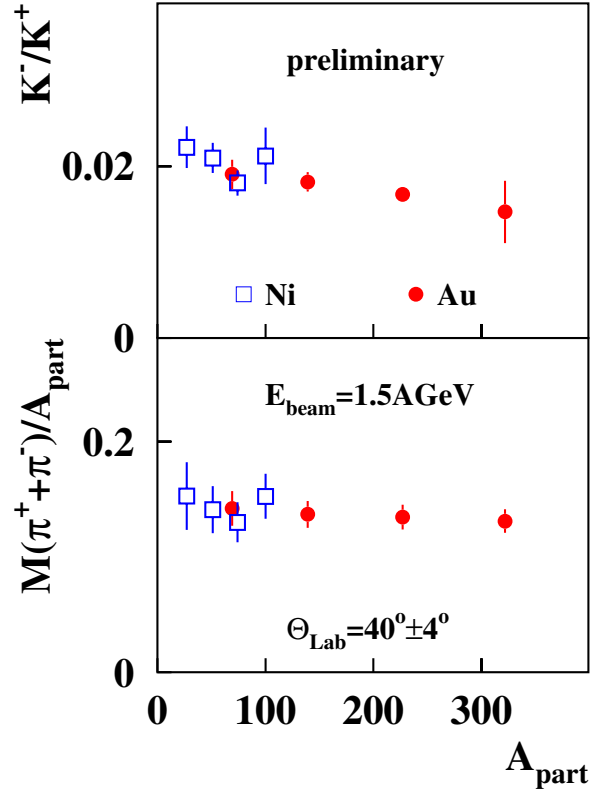 K⁻/K⁺
preliminary
0.02
Ni
Au
0
M(π⁺+π⁻)/A_part
E_beam=1.5AGeV
0.2
Θ_Lab=40°±4°
0
0 100 200 300
A_part